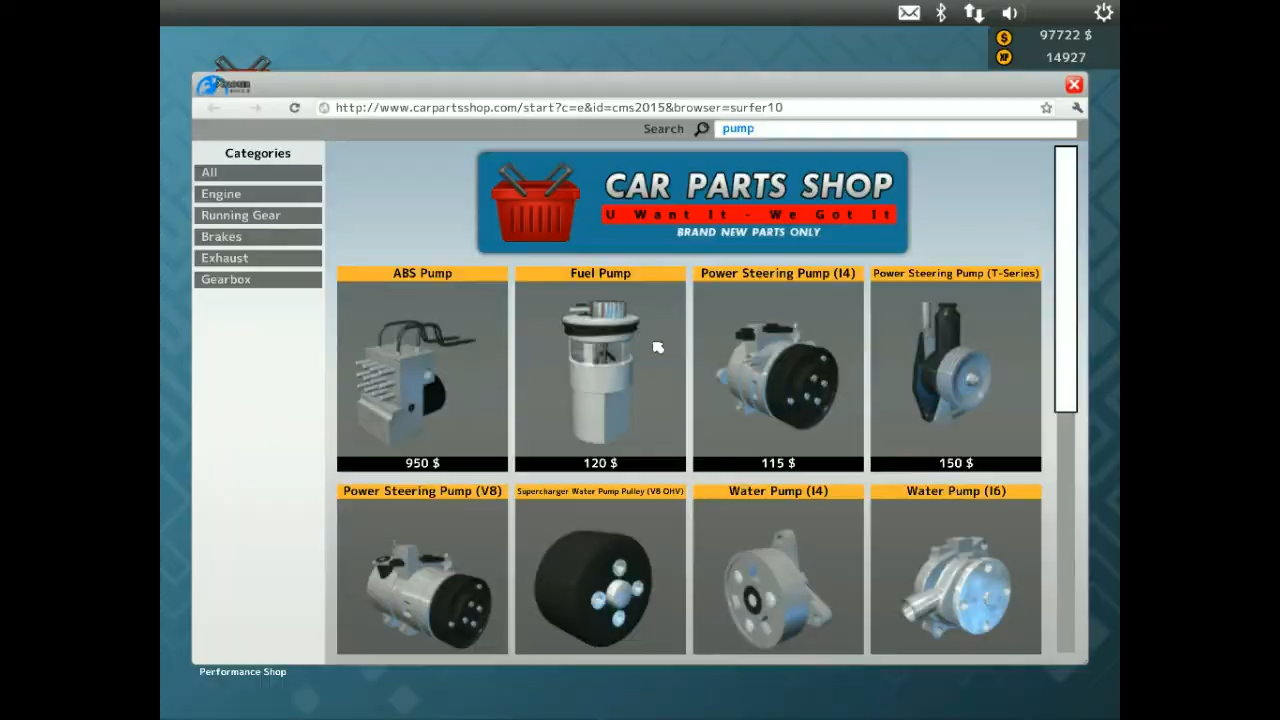 97722 $
14927
http://www.carpartsshop.com/start?c=e&id=cms2015&browser=surfer10
Search pump
Categories
All
Engine
Running Gear
Brakes
Exhaust
Gearbox
CAR PARTS SHOP
U Want It - We Got It
BRAND NEW PARTS ONLY
ABS Pump Fuel Pump Power Steering Pump (I4) Power Steering Pump (T-Series)
950 $ 120 $ 115 $ 150 $
Power Steering Pump (V8) Supercharger Water Pump Pulley (V8 OHV) Water Pump (I4) Water Pump (I6)
Performance Shop